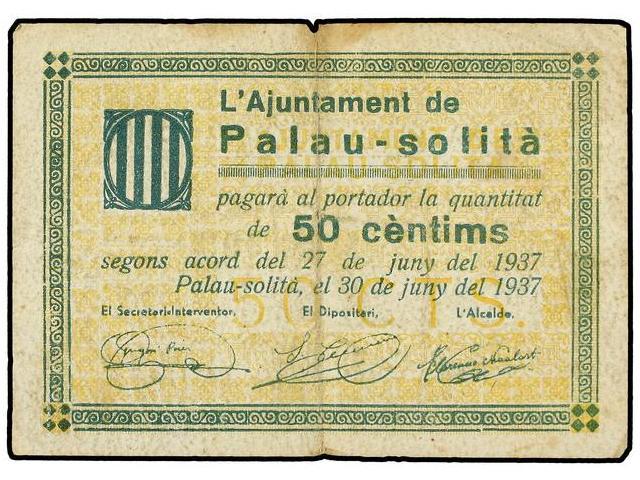 L'Ajuntament de
Palau-solità
pagarà al portador la quantitat
de 50 cèntims
segons acord del 27 de juny del 1937
Palau-solità, el 30 de juny del 1937
50 CTS.
El Secretari-Interventor, El Dipositari, L'Alcalde,